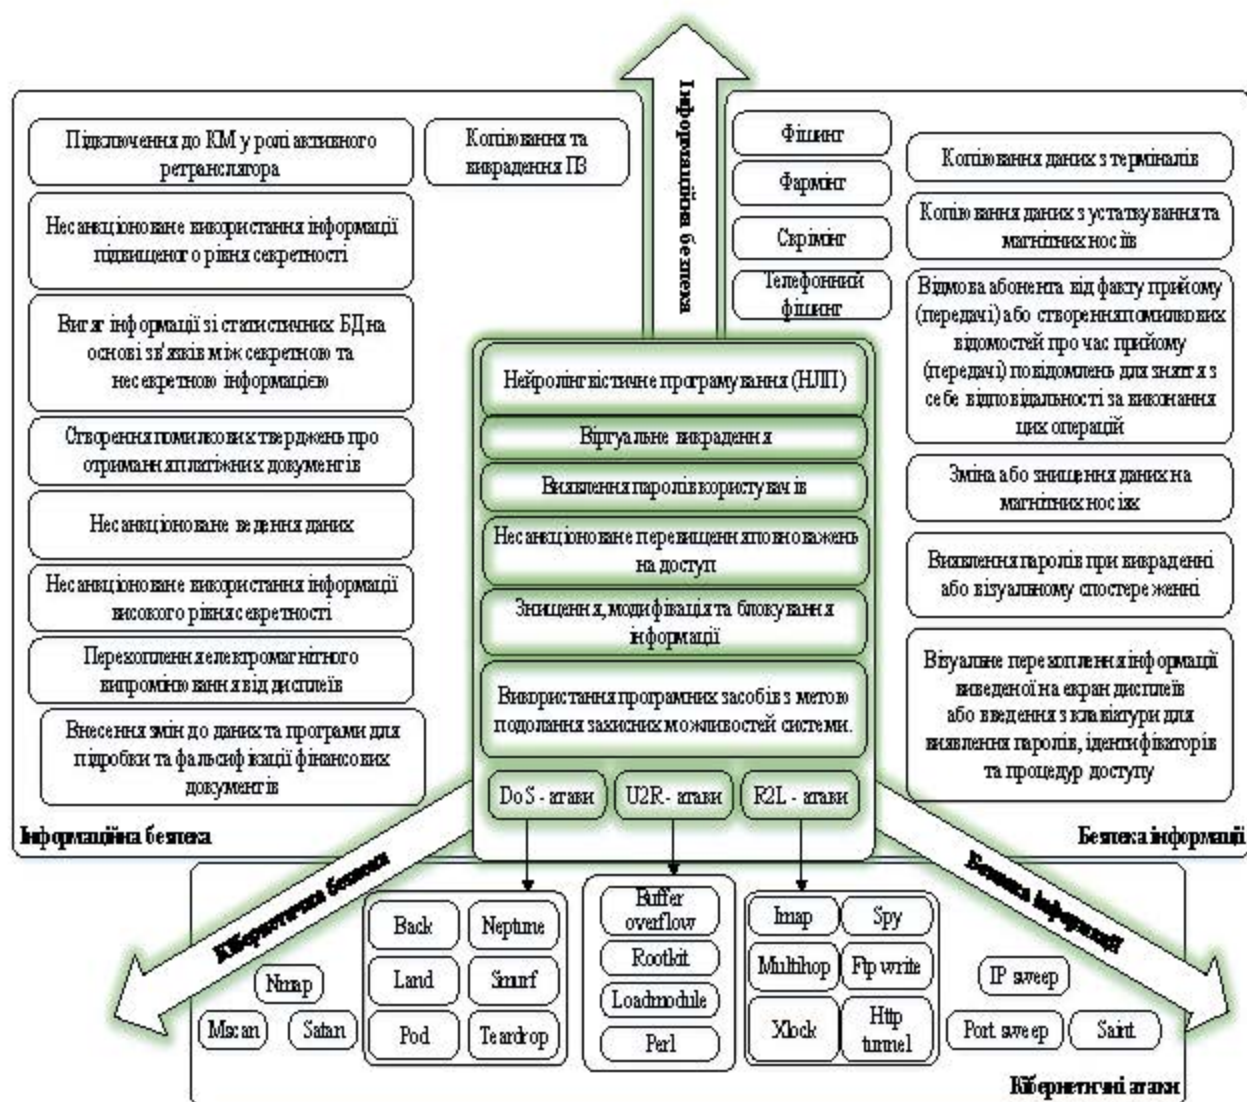 Інформаційна безпека
Підключення до КМ у ролі активного
ретранслятора
Копіювання та
викрадення ПЗ
Несанкціоноване використання інформації
підвищеного рівня секретності
Витяг інформації зі статистичних БД на
основі зв'язків між секретною та
несекретною інформацією
Створення помилкових тверджень про
отримання платіжних документів
Несанкціоноване ведення даних
Несанкціоноване використання інформації
високого рівня секретності
Перехоплення електромагнітного
випромінювання від дисплеїв
Внесення змін до даних та програми для
підробки та фальсифікації фінансових
документів
Інформаційна безпека
Фішинг
Фармінг
Скрімінг
Телефонний
фішинг
Копіювання даних з терміналів
Копіювання даних з устаткування та
магнітних носіїв
Відмова абонента від факту прийому
(передачі) або створення помилкових
відомостей про час прийому
(передачі) повідомлень для зняття з
себе відповідальності за виконання
цих операцій
Зміна або знищення даних на
магнітних носіях
Виявлення паролів при викраденні
або візуальному спостереженні
Візуальне перехоплення інформації
виведеної на екран дисплеїв
або введення з клавіатури для
виявлення паролів, ідентифікаторів
та процедур доступу
Безпека інформації
Нейролінгвістичне програмування (НЛП)
Віртуальне викрадення
Виявлення паролів користувачів
Несанкціоноване перевищення повноважень
на доступ
Знищення, модифікація та блокування
інформації
Використання програмних засобів з метою
подолання захисних можливостей системи.
DoS - атаки
U2R - атаки
R2L - атаки
Кібернетична безпека
Безпека інформації
Nmap
Mscan
Satan
Back
Neptune
Land
Smurf
Pod
Teardrop
Buffer
overflow
Rootkit
Loadmodule
Perl
Imap
Spy
Multihop
Ftp write
Xlock
Http
tunnel
IP sweep
Port sweep
Saint
Кібернетичні атаки